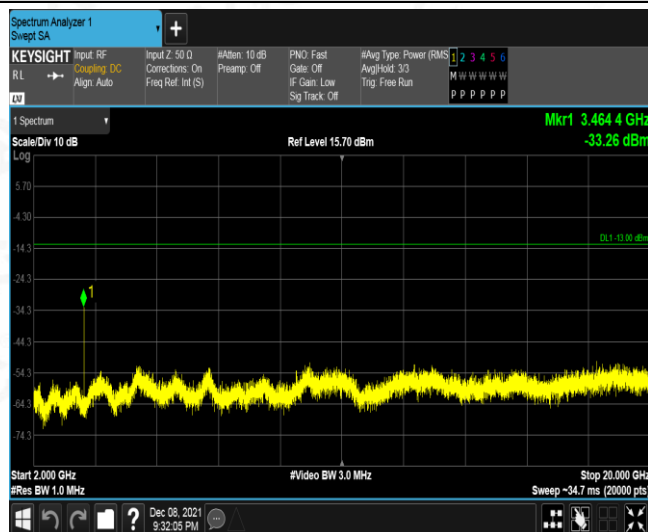 Spectrum Analyzer 1
Swept SA
KEYSIGHT
RL
LXI
Input: RF
Coupling: DC
Align: Auto
Input Z: 50 Ω
Corrections: On
Freq Ref: Int (S)
#Atten: 10 dB
Preamp: Off
PNO: Fast
Gate: Off
IF Gain: Low
Sig Track: Off
#Avg Type: Power (RMS
Avg|Hold: 3/3
Trig: Free Run
1 2 3 4 5 6
M W W W W W
P P P P P P
1 Spectrum
Mkr1 3.464 4 GHz
-33.26 dBm
Scale/Div 10 dB
Ref Level 15.70 dBm
Log
5.70
-4.30
DL1 -13.00 dBm
-14.3
-24.3
1
-34.3
-44.3
-54.3
-64.3
-74.3
Start 2.000 GHz
#Video BW 3.0 MHz
Stop 20.000 GHz
#Res BW 1.0 MHz
Sweep ~34.7 ms (20000 pts)
?
Dec 08, 2021
9:32:05 PM